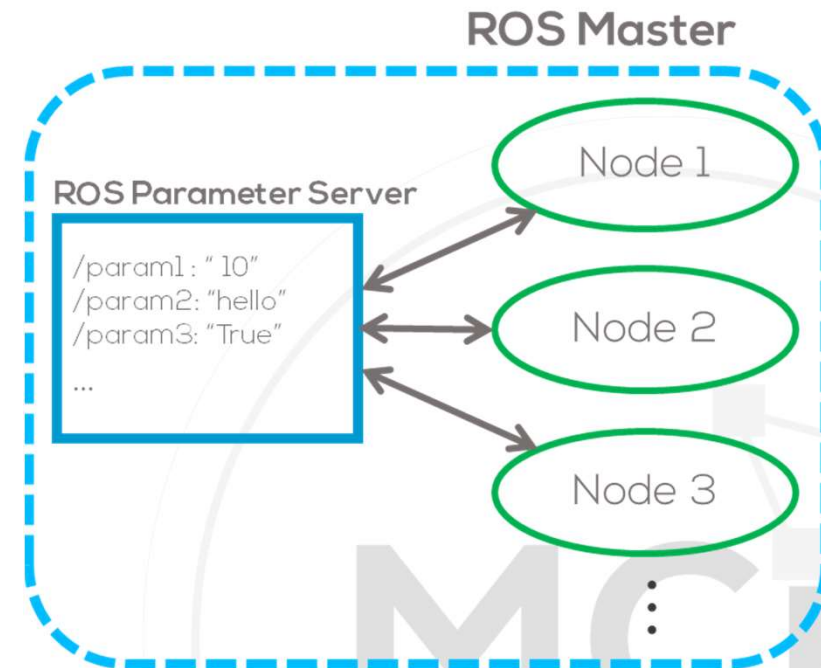 ROS Master
ROS Parameter Server
/param1 : " 10"
/param2: "hello"
/param3: "True"
...
Node 1
Node 2
Node 3